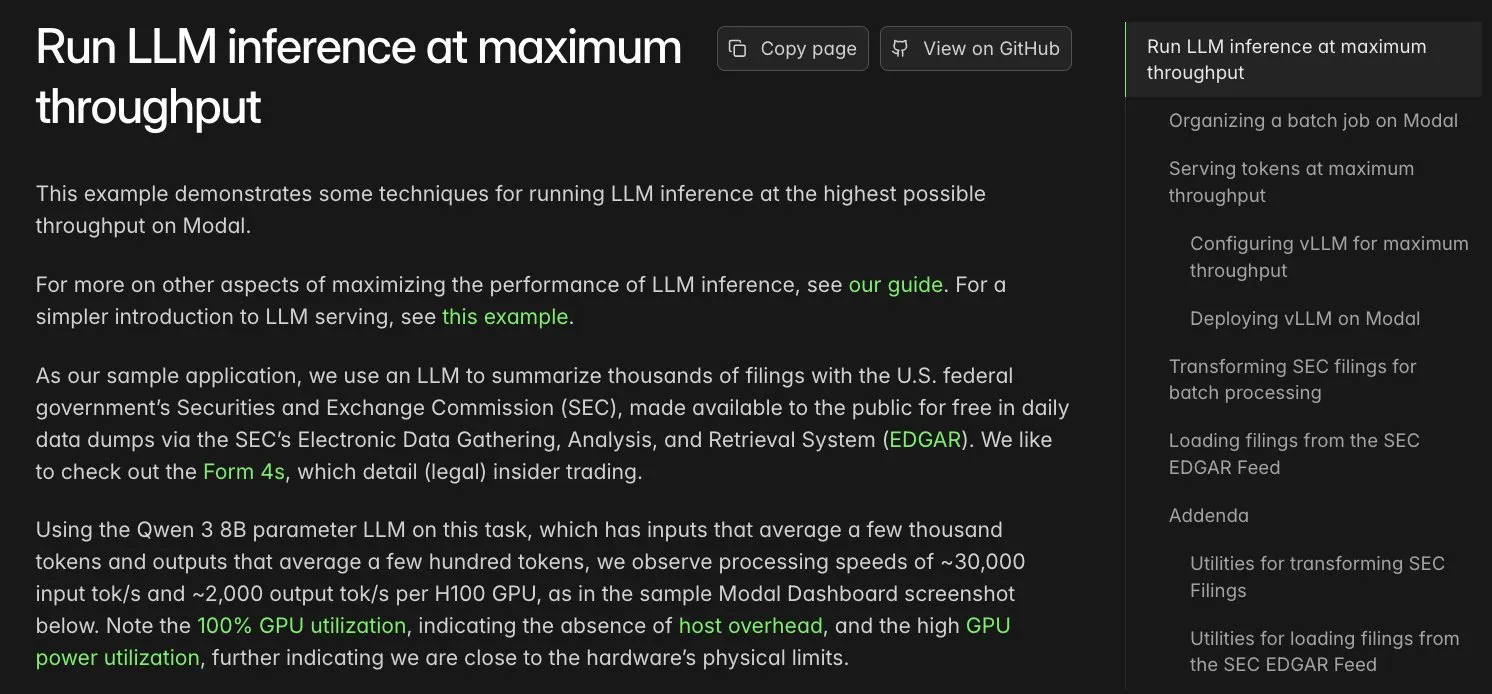 Run LLM inference at maximum
throughput
Copy page
View on GitHub
This example demonstrates some techniques for running LLM inference at the highest possible
throughput on Modal.
For more on other aspects of maximizing the performance of LLM inference, see our guide. For a
simpler introduction to LLM serving, see this example.
As our sample application, we use an LLM to summarize thousands of filings with the U.S. federal
government’s Securities and Exchange Commission (SEC), made available to the public for free in daily
data dumps via the SEC’s Electronic Data Gathering, Analysis, and Retrieval System (EDGAR). We like
to check out the Form 4s, which detail (legal) insider trading.
Using the Qwen 3 8B parameter LLM on this task, which has inputs that average a few thousand
tokens and outputs that average a few hundred tokens, we observe processing speeds of ~30,000
input tok/s and ~2,000 output tok/s per H100 GPU, as in the sample Modal Dashboard screenshot
below. Note the 100% GPU utilization, indicating the absence of host overhead, and the high GPU
power utilization, further indicating we are close to the hardware’s physical limits.
Run LLM inference at maximum
throughput
Organizing a batch job on Modal
Serving tokens at maximum
throughput
Configuring vLLM for maximum
throughput
Deploying vLLM on Modal
Transforming SEC filings for
batch processing
Loading filings from the SEC
EDGAR Feed
Addenda
Utilities for transforming SEC
Filings
Utilities for loading filings from
the SEC EDGAR Feed